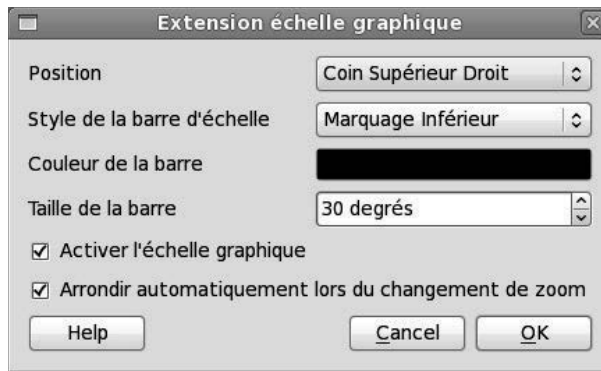 Extension échelle graphique
Position Coin Supérieur Droit
Style de la barre d'échelle Marquage Inférieur
Couleur de la barre
Taille de la barre 30 degrés
Activer l'échelle graphique
Arrondir automatiquement lors du changement de zoom
Help Cancel OK